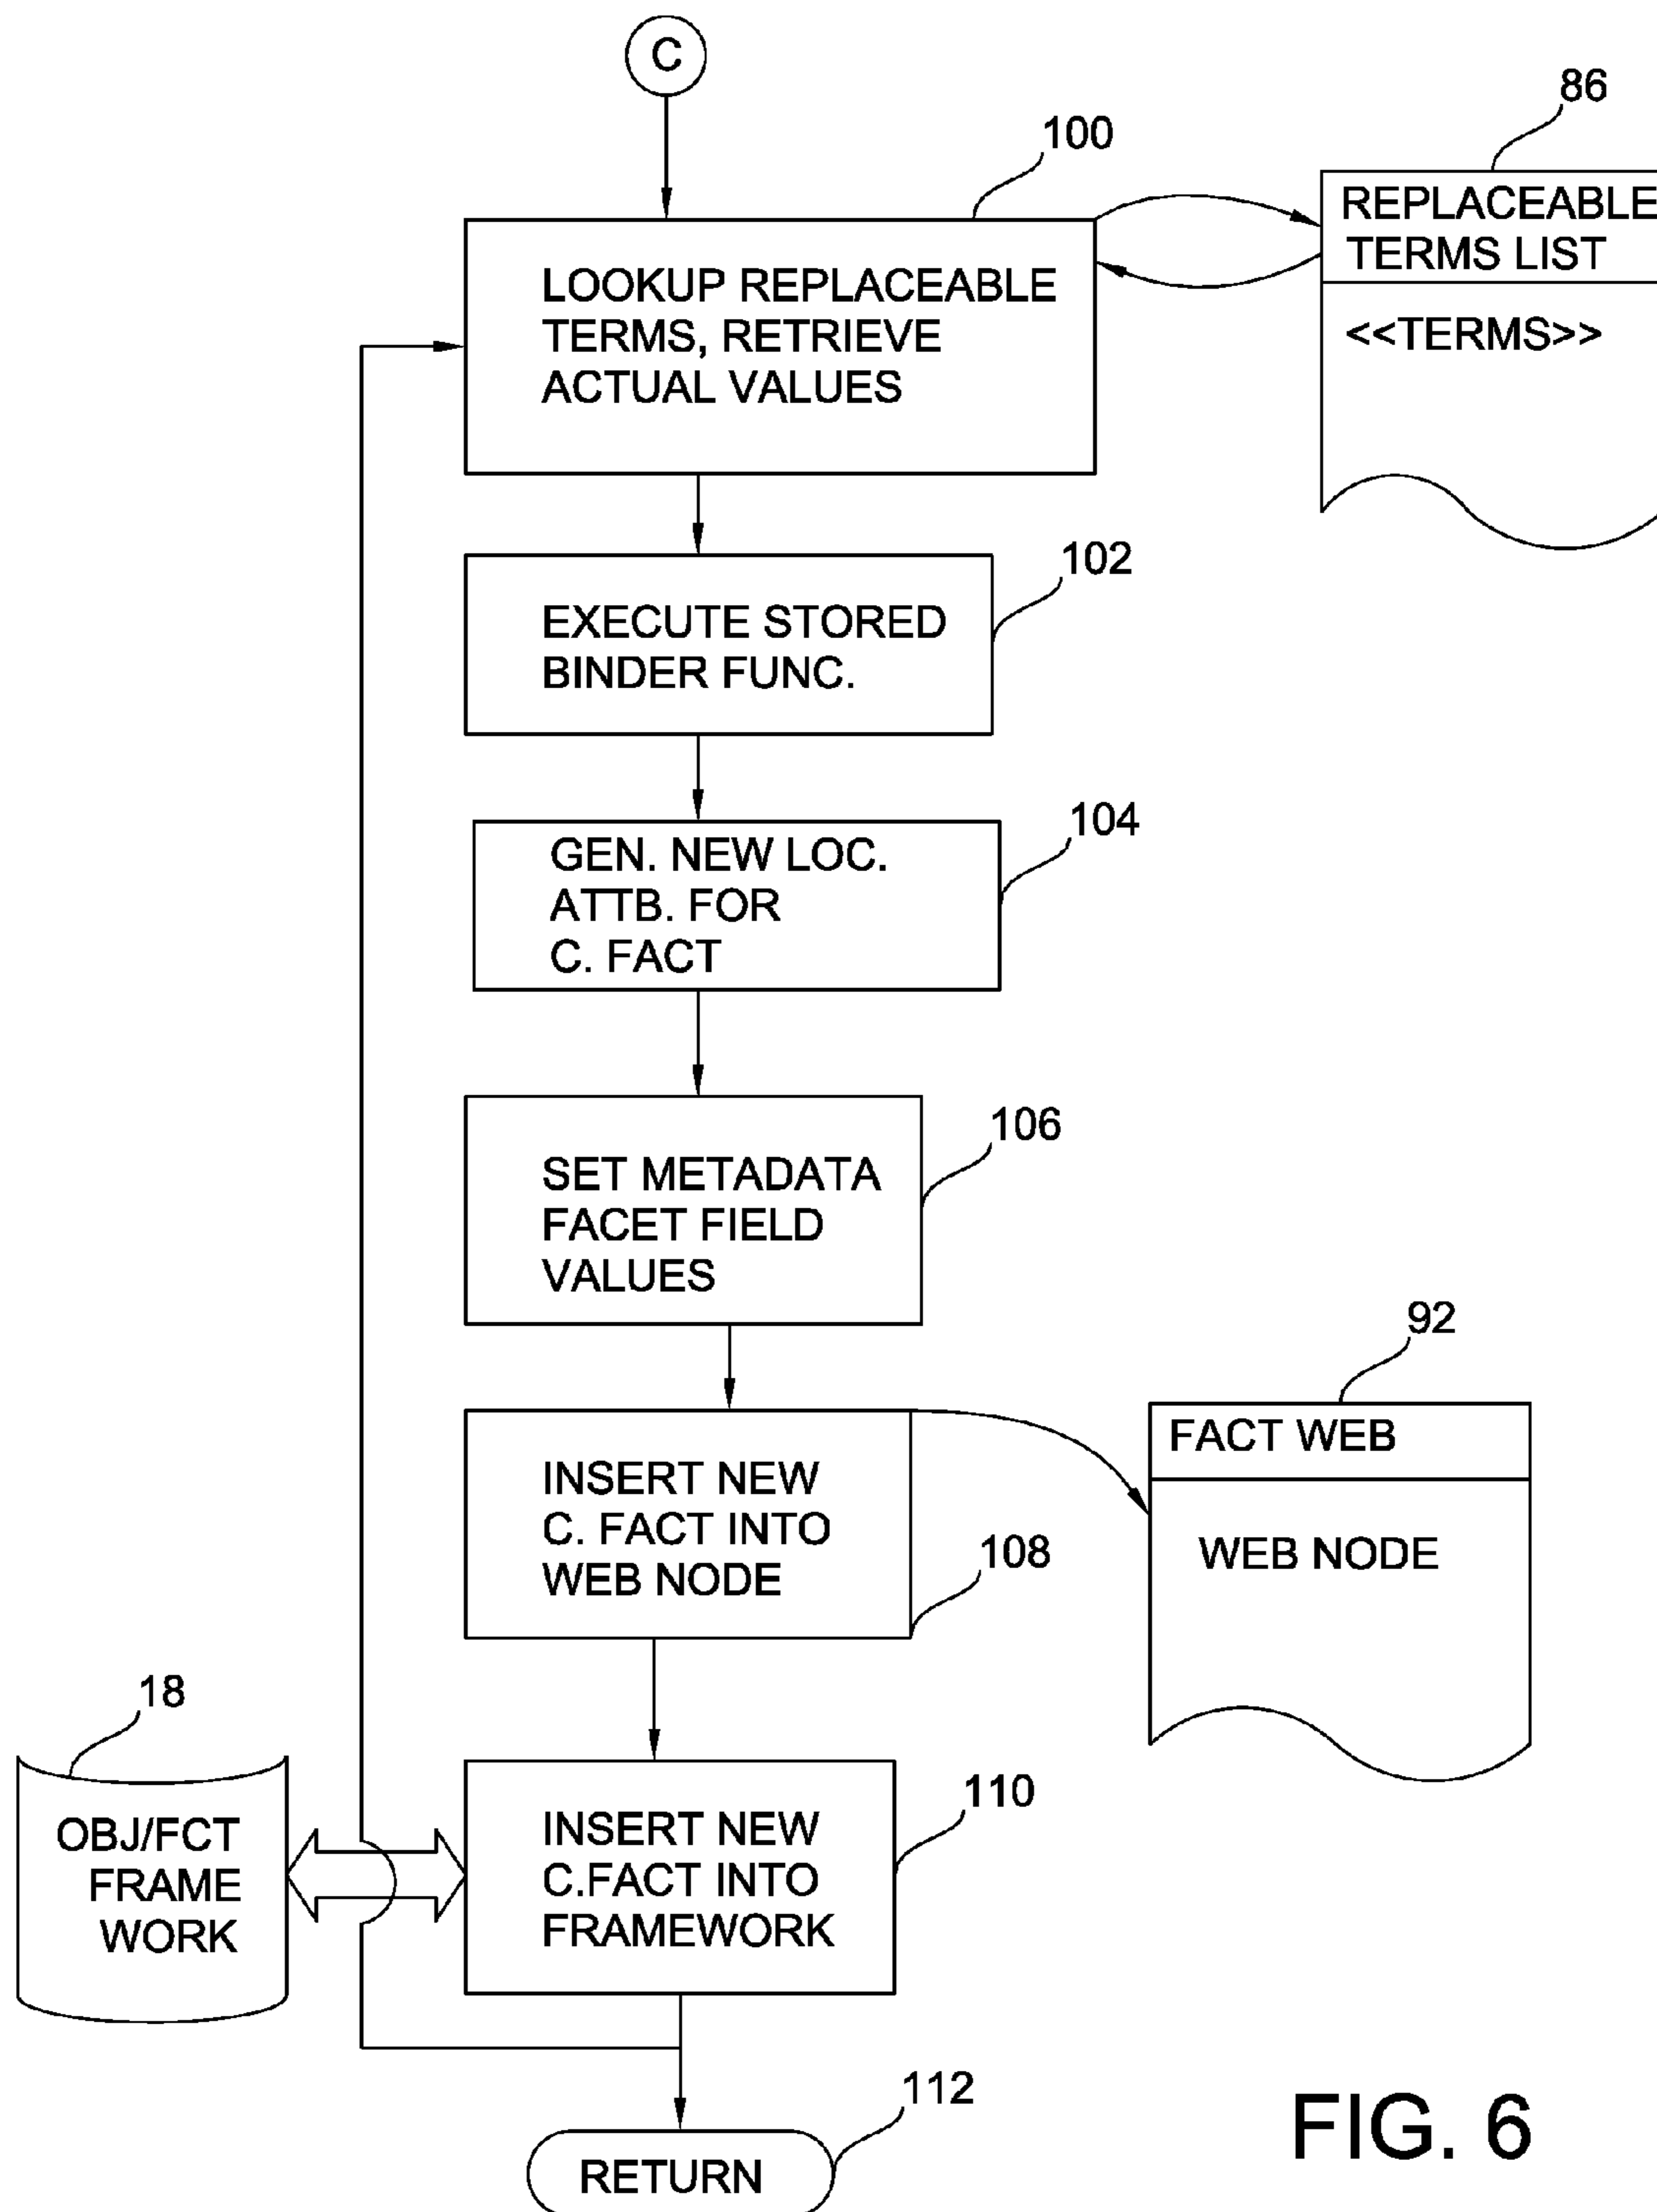 C
100
86
REPLACEABLE
TERMS LIST
<<TERMS>>
LOOKUP REPLACEABLE
TERMS, RETRIEVE
ACTUAL VALUES
102
EXECUTE STORED
BINDER FUNC.
104
GEN. NEW LOC.
ATTB. FOR
C. FACT
106
SET METADATA
FACET FIELD
VALUES
92
FACT WEB
WEB NODE
INSERT NEW
C. FACT INTO
WEB NODE
108
18
OBJ/FCT
FRAME
WORK
110
INSERT NEW
C.FACT INTO
FRAMEWORK
112
RETURN
FIG. 6